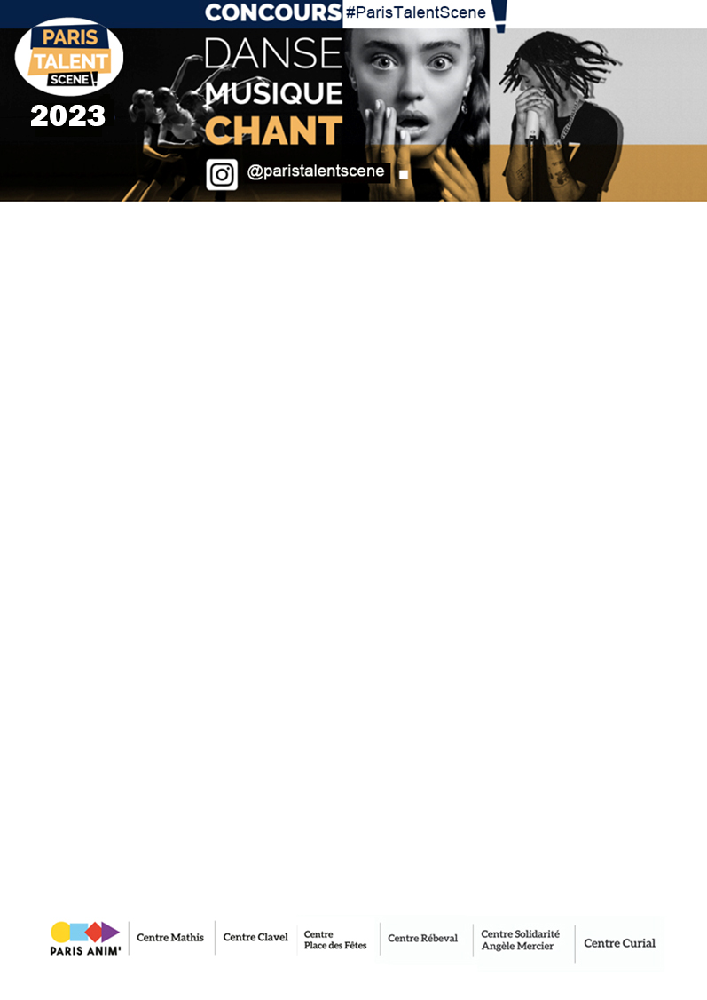 CONCOURS #ParisTalentScene !
PARIS
TALENT
SCENE !
2023
DANSE
MUSIQUE
CHANT
@paristalentscene
7
PARIS ANIM'
Centre Mathis
Centre Clavel
Centre
Place des Fêtes
Centre Rébeval
Centre Solidarité
Angèle Mercier
Centre Curial